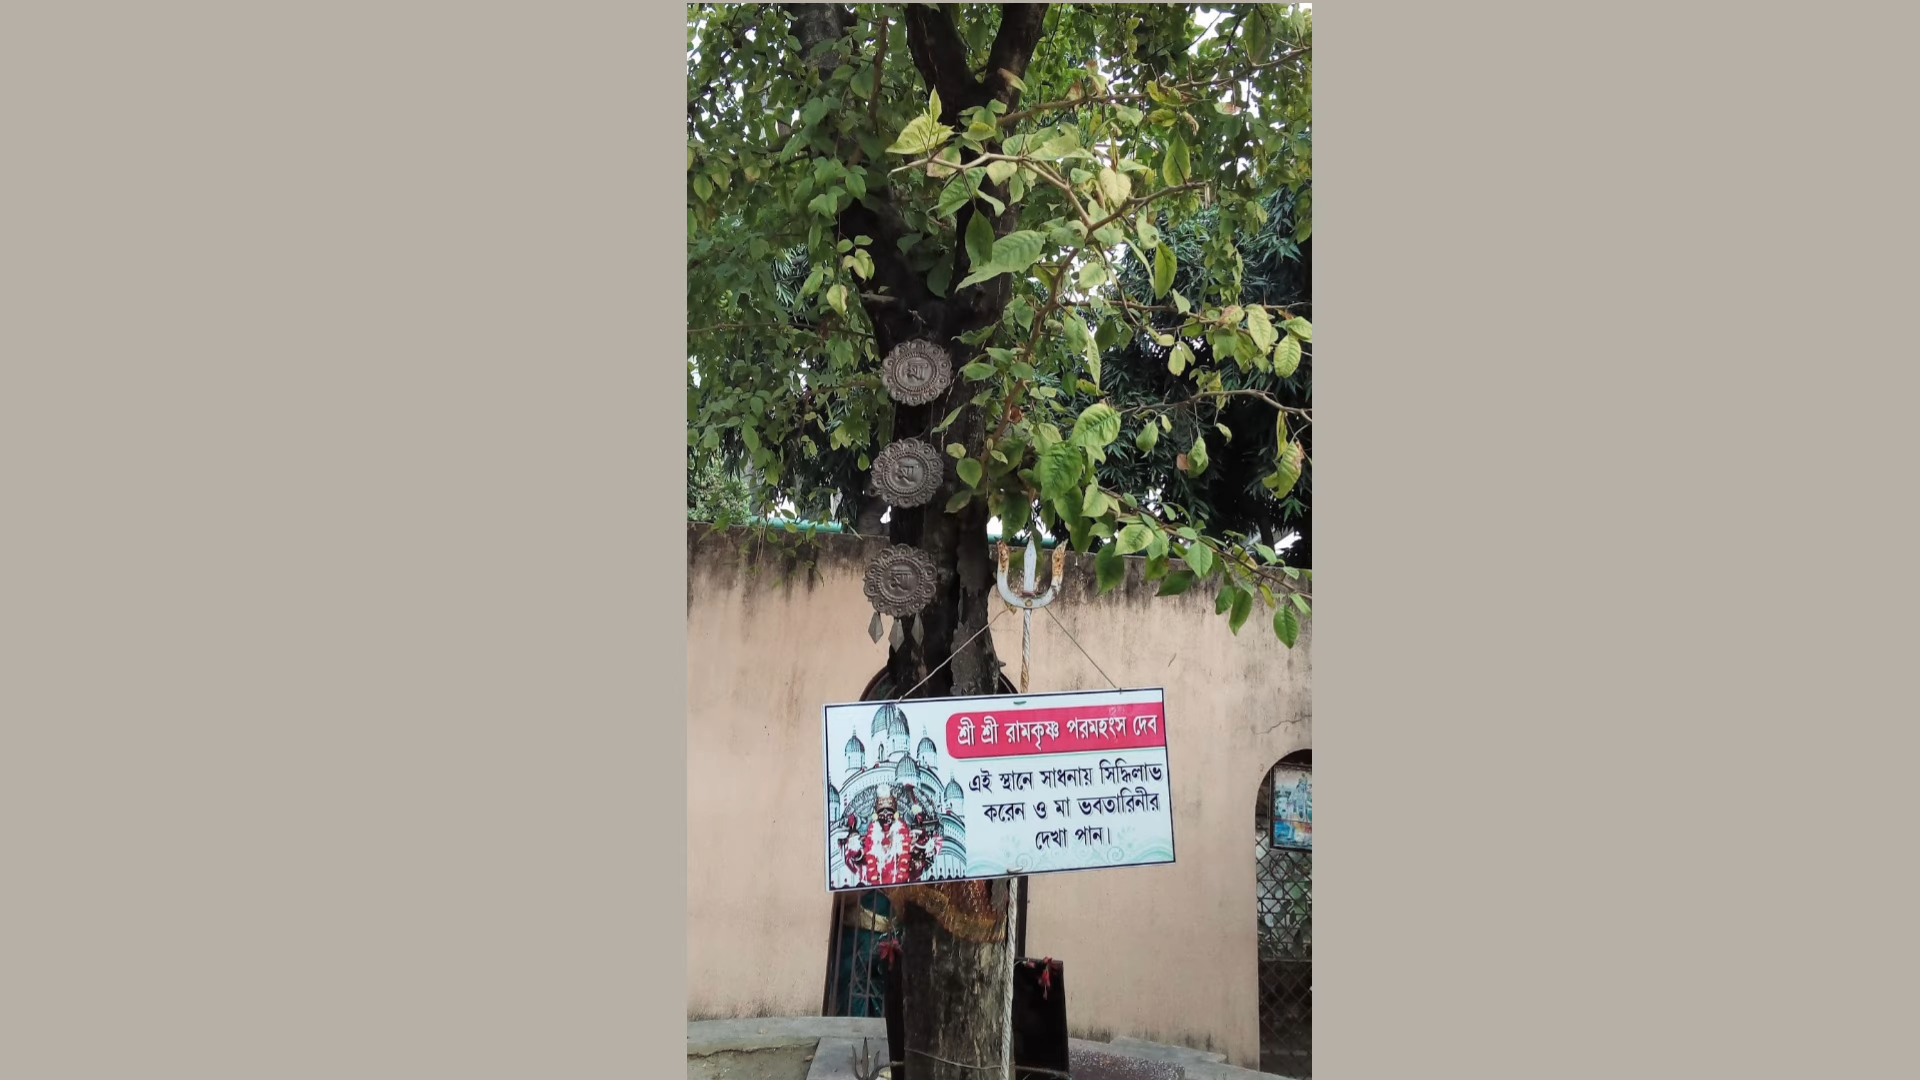 মা
মা
মা
শ্রী শ্রী রামকৃষ্ণ পরমহংস দেব
এই স্থানে সাধনায় সিদ্ধিলাভ
করেন ও মা ভবতারিনীর
দেখা পান।